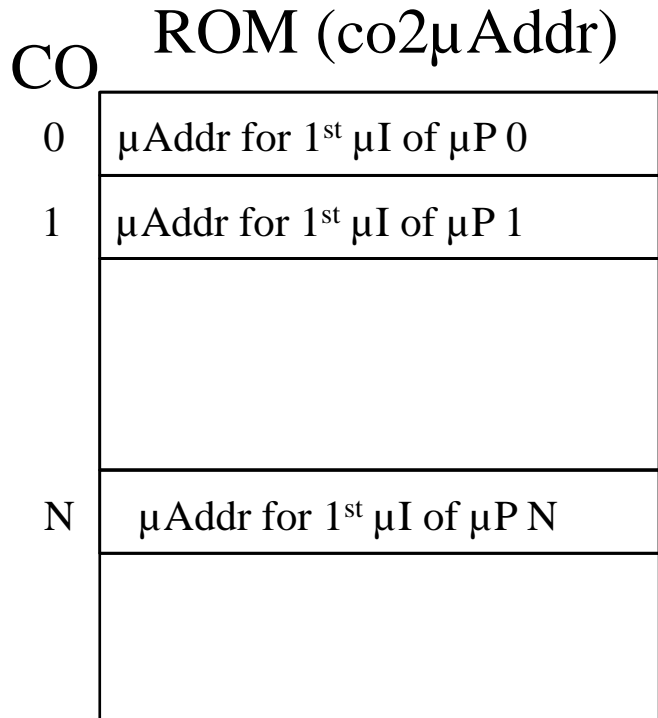 ROM (co2µAddr)
CO
0 µAddr for 1st µI of µP 0
1 µAddr for 1st µI of µP 1
N µAddr for 1st µI of µP N